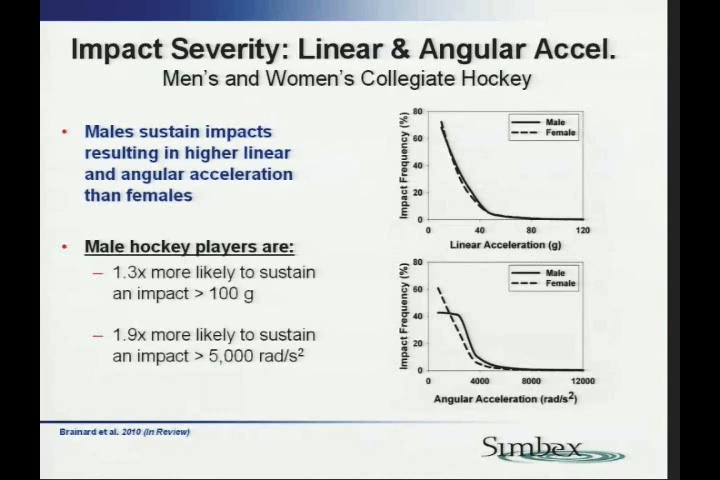 Impact Severity: Linear & Angular Accel.
Men's and Women's Collegiate Hockey
• Males sustain impacts
resulting in higher linear
and angular acceleration
than females
• Male hockey players are:
– 1.3x more likely to sustain
an impact > 100 g
– 1.9x more likely to sustain
an impact > 5,000 rad/s²
80
60
40
20
0
Impact Frequency (%)
Male
Female
0 40 80 120
Linear Acceleration (g)
80
60
40
20
0
Impact Frequency (%)
Male
Female
0 4000 8000 12000
Angular Acceleration (rad/s²)
Brainard et al. 2010 (In Review)
Simbex